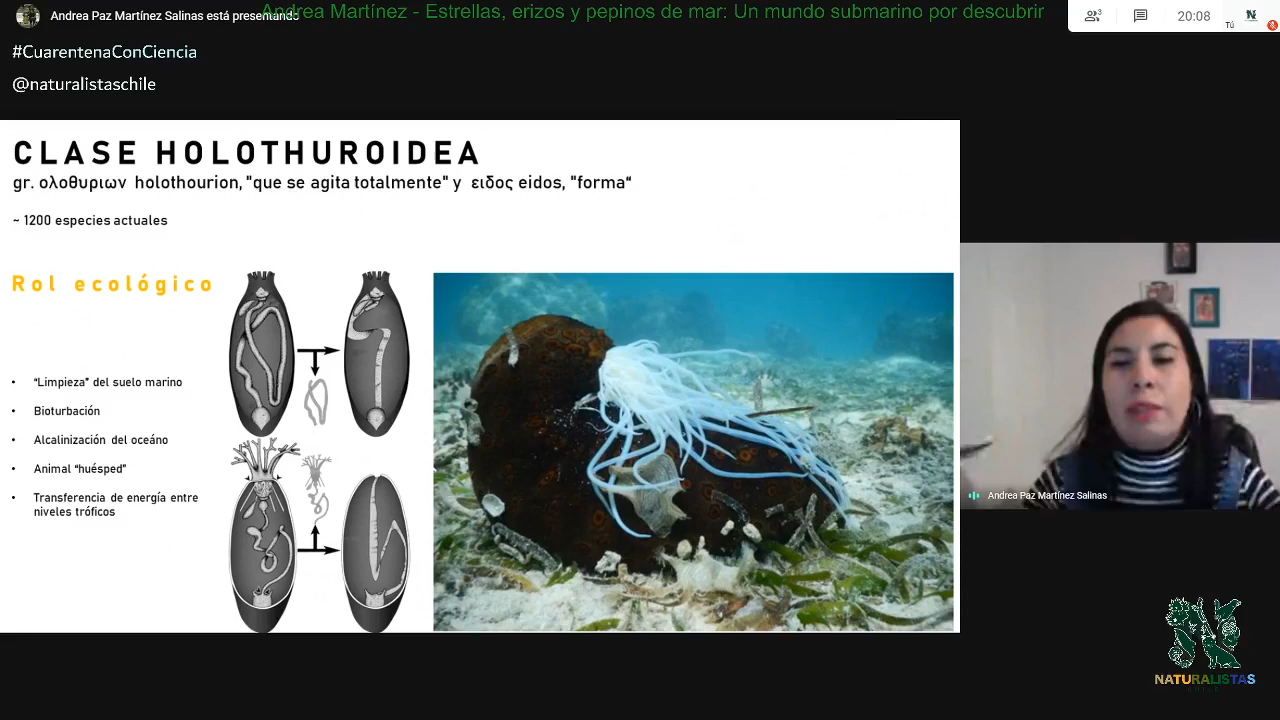 Andrea Paz Martínez Salinas está presentando
Andrea Martínez - Estrellas, erizos y pepinos de mar: Un mundo submarino por descubrir
3
20:08
Tú
#CuarentenaConCiencia
@naturalistaschile
CLASE HOLOTHUROIDEA
gr. ολοθυριων holothourion, "que se agita totalmente" y ειδος eidos, "forma“
~ 1200 especies actuales
Rol ecológico
• “Limpieza” del suelo marino
• Bioturbación
• Alcalinización del oceáno
• Animal “huésped”
• Transferencia de energía entre
niveles tróficos
Andrea Paz Martínez Salinas
NATURALISTAS
CHILE